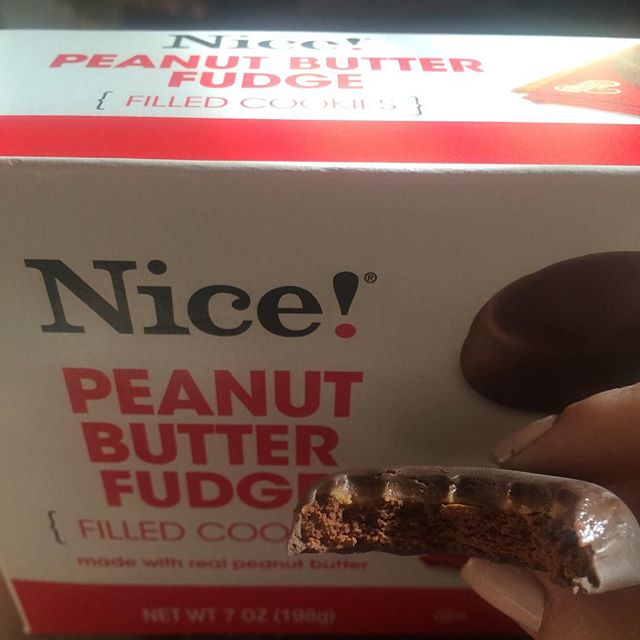 Nice!
PEANUT BUTTER
FUDGE
{ FILLED COOKIES }
Nice!®
PEANUT
BUTTER
FUDG
{ FILLED COO
made with real peanut butter
NET WT 7 OZ (198g)